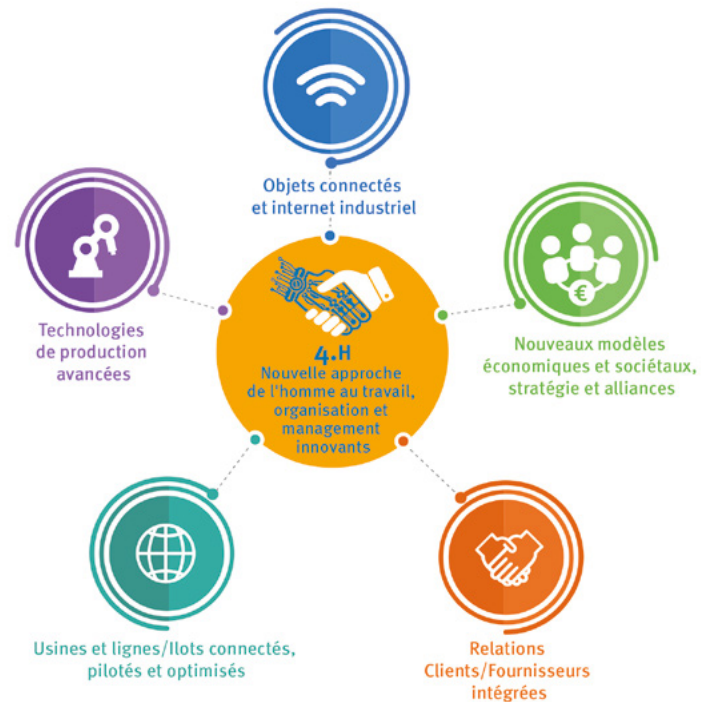 Objets connectés
et internet industriel
Technologies
de production
avancées
€
Nouveaux modèles
économiques et sociétaux,
stratégie et alliances
4.H
Nouvelle approche
de l'homme au travail,
organisation et
management
innovants
Usines et lignes/Ilots connectés,
pilotés et optimisés
Relations
Clients/Fournisseurs
intégrées